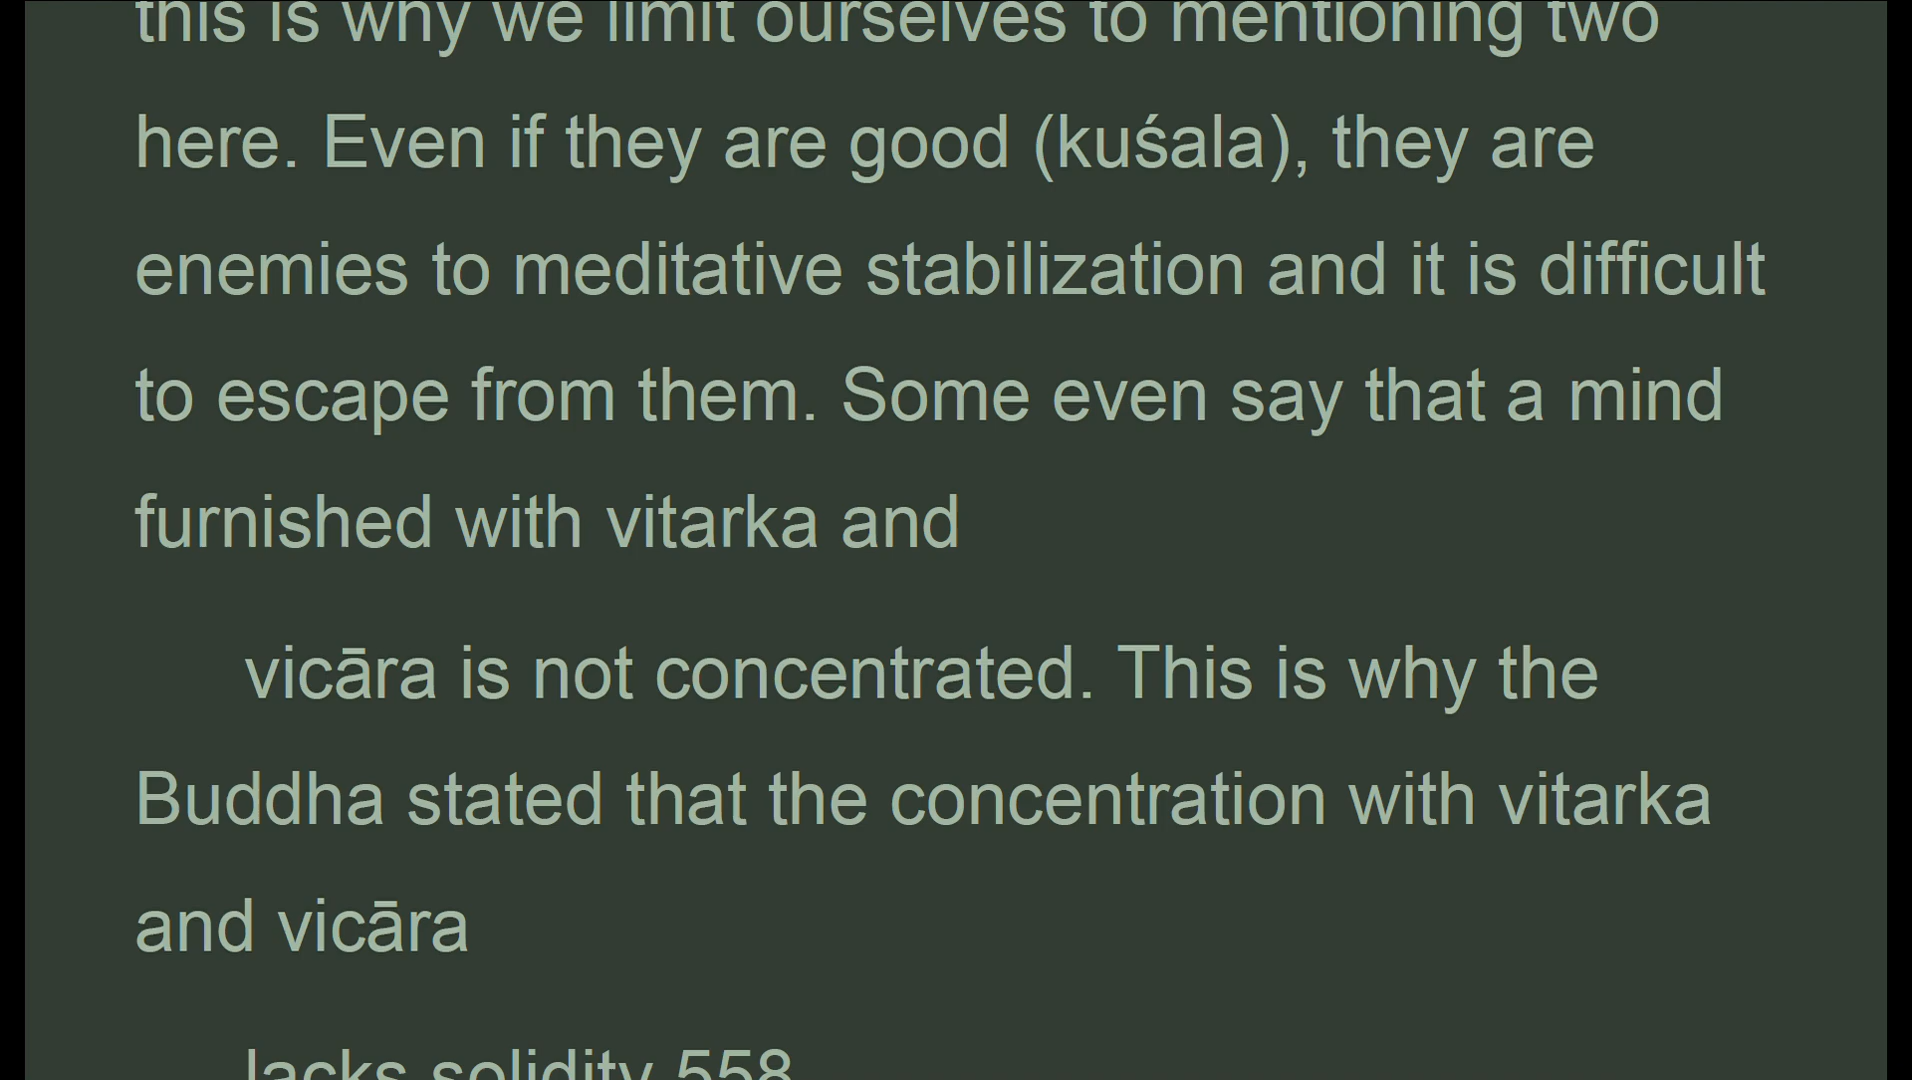 this is why we limit ourselves to mentioning two
here. Even if they are good (kuśala), they are
enemies to meditative stabilization and it is difficult
to escape from them. Some even say that a mind
furnished with vitarka and
vicāra is not concentrated. This is why the
Buddha stated that the concentration with vitarka
and vicāra
lacks solidity 558